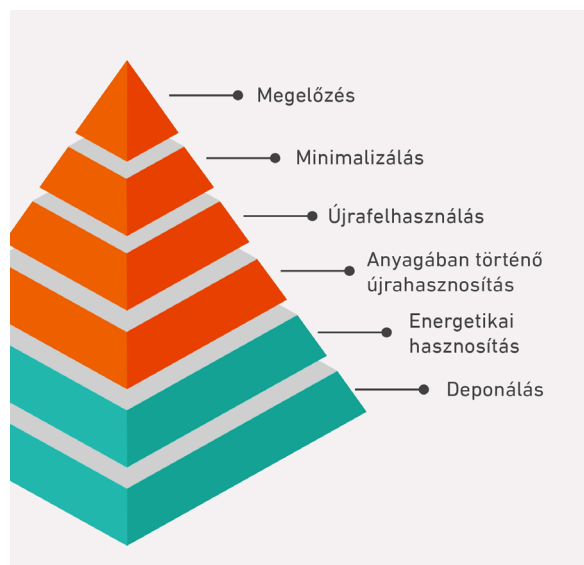 Megelőzés
Minimalizálás
Újrafelhasználás
Anyagában történő
újrahasznosítás
Energetikai
hasznosítás
Deponálás